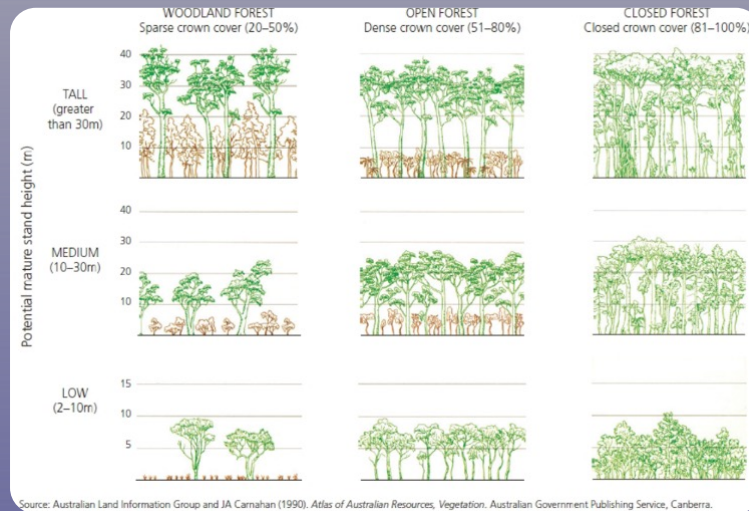 WOODLAND FOREST
Sparse crown cover (20–50%)
OPEN FOREST
Dense crown cover (51–80%)
CLOSED FOREST
Closed crown cover (81–100%)
Potential mature stand height (m)
TALL
(greater
than 30m)
40
30
20
10
MEDIUM
(10–30m)
40
30
20
10
LOW
(2–10m)
15
10
5
Source: Australian Land Information Group and JA Carnahan (1990). Atlas of Australian Resources, Vegetation. Australian Government Publishing Service, Canberra.